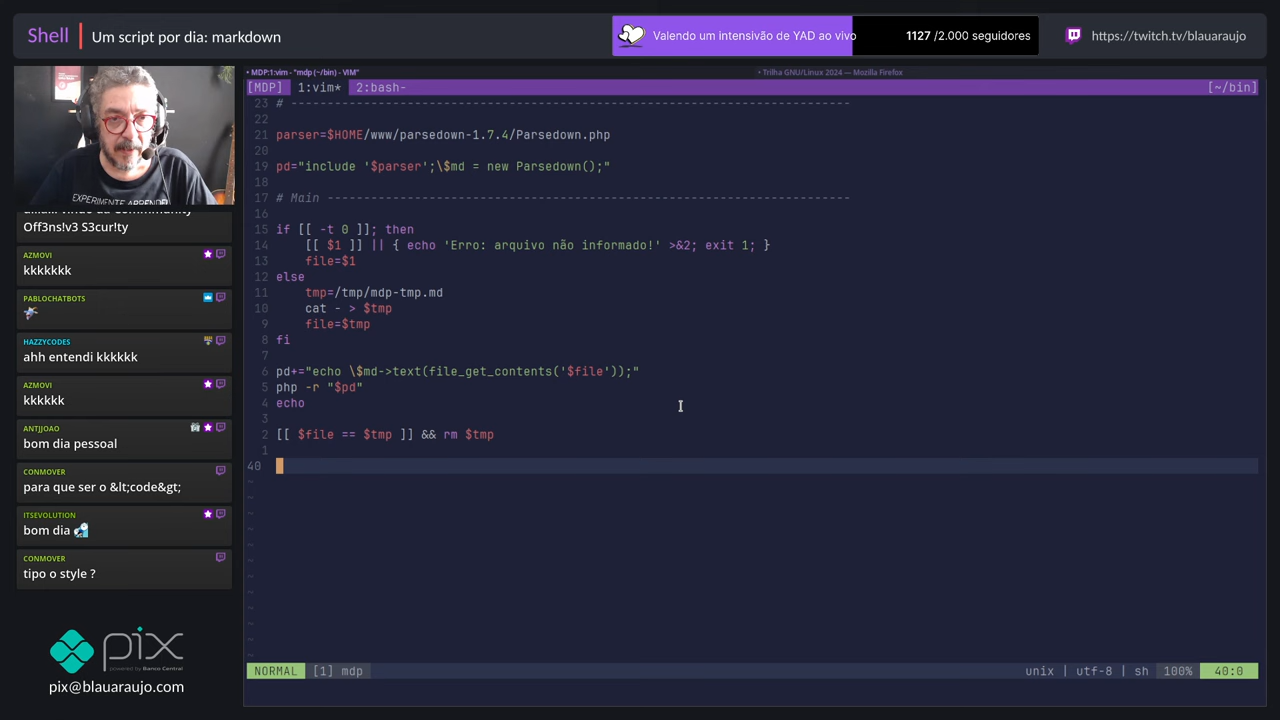 Shell
Um script por dia: markdown
Valendo um intensivão de YAD ao vivo
1127 /2.000 seguidores
https://twitch.tv/blauaraujo
EXPERIMENTE APRENDER
Off3ns!v3 S3cur!ty
AZMOVI
kkkkkkk
PABLOCHATBOTS
HAZZYCODES
ahh entendi kkkkkk
AZMOVI
kkkkkk
ANTJJOAO
bom dia pessoal
CONMOVER
para que ser o &lt;code&gt;
ITSEVOLUTION
bom dia
CONMOVER
tipo o style ?
pix
powered by Banco Central
pix@blauaraujo.com
• MDP:1:vim - "mdp (~/bin) - VIM"
• Trilha GNU/Linux 2024 — Mozilla Firefox
[MDP] 1:vim* 2:bash- [~/bin]
23 # ----------------------------------------------------------------------------
22
21 parser=$HOME/www/parsedown-1.7.4/Parsedown.php
20
19 pd="include '$parser';\$md = new Parsedown();"
18
17 # Main -----------------------------------------------------------------------
16
15 if [[ -t 0 ]]; then
14     [[ $1 ]] || { echo 'Erro: arquivo não informado!' >&2; exit 1; }
13     file=$1
12 else
11     tmp=/tmp/mdp-tmp.md
10     cat - > $tmp
9     file=$tmp
8 fi
7
6 pd+="echo \$md->text(file_get_contents('$file'));"
5 php -r "$pd"
4 echo
3
2 [[ $file == $tmp ]] && rm $tmp
1
40
~
~
~
~
~
~
~
~
~
~
~
NORMAL [1] mdp unix | utf-8 | sh 100% 40:0